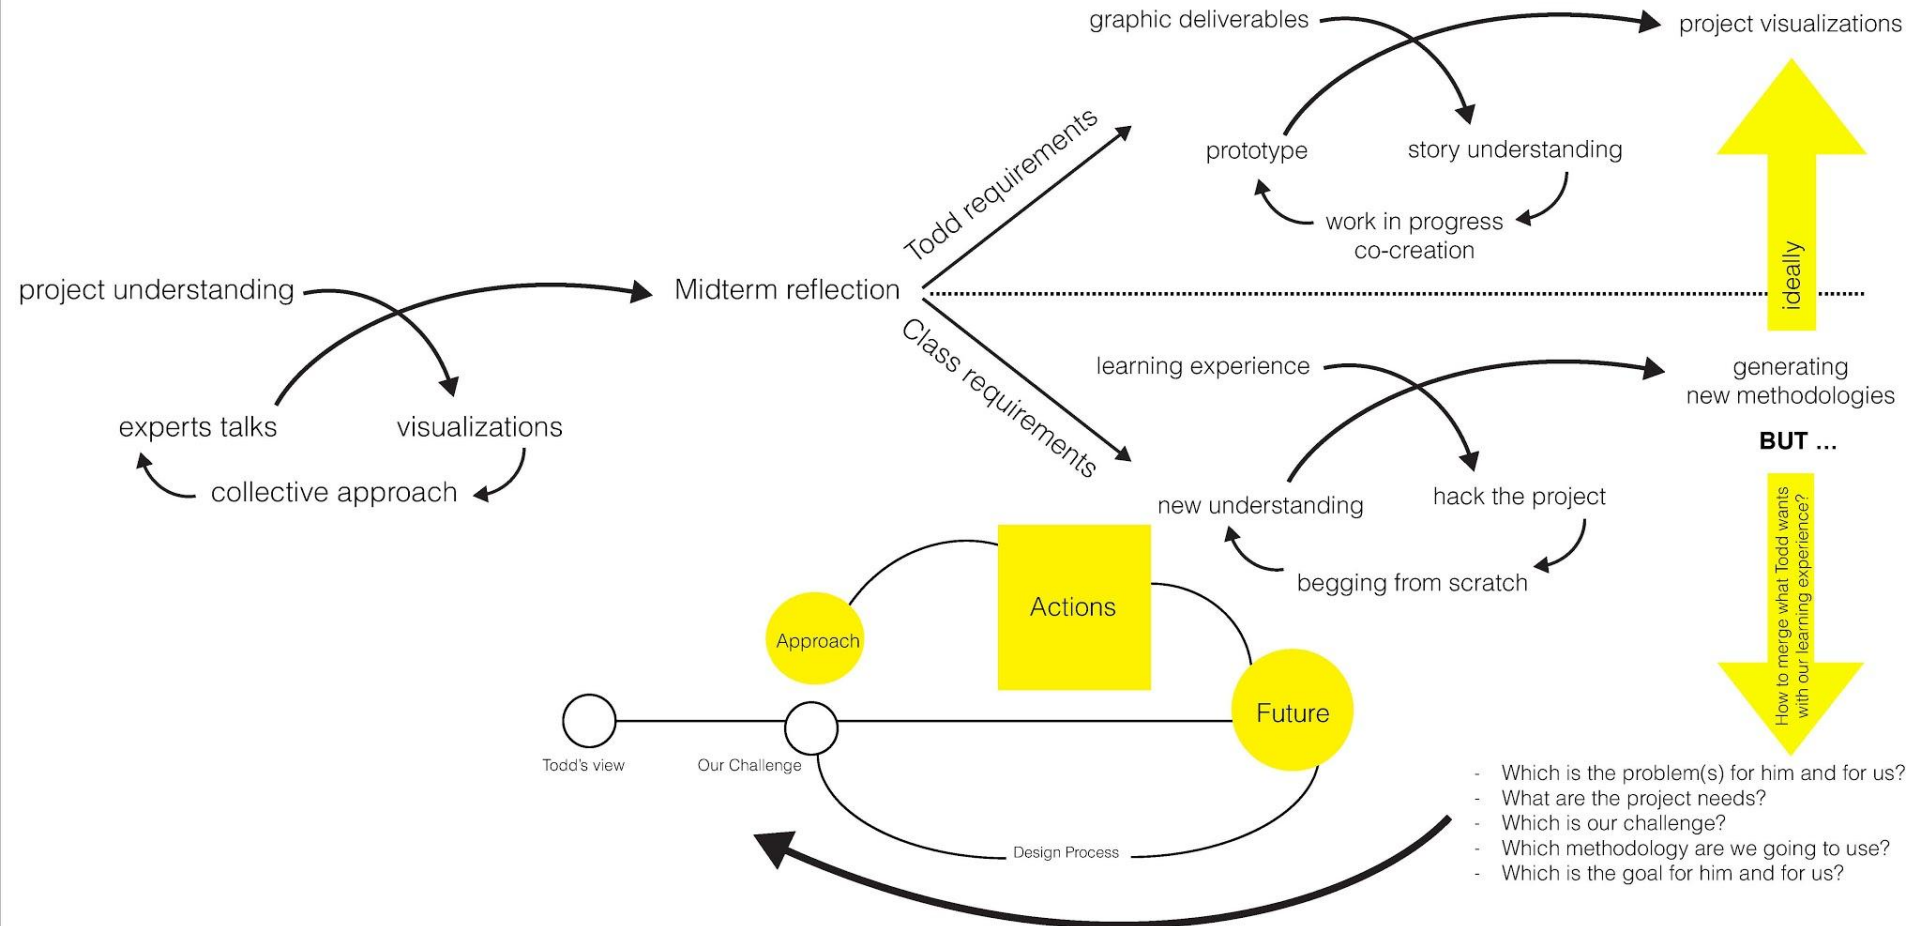 graphic deliverables
project visualizations
prototype
story understanding
work in progress
co-creation
Todd requirements
ideally
project understanding
Midterm reflection
experts talks
visualizations
collective approach
Class requirements
learning experience
generating
new methodologies
BUT ...
new understanding
hack the project
begging from scratch
How to merge what Todd wants
with our learning experience?
Actions
Approach
Future
Todd's view
Our Challenge
Design Process
- Which is the problem(s) for him and for us?
- What are the project needs?
- Which is our challenge?
- Which methodology are we going to use?
- Which is the goal for him and for us?